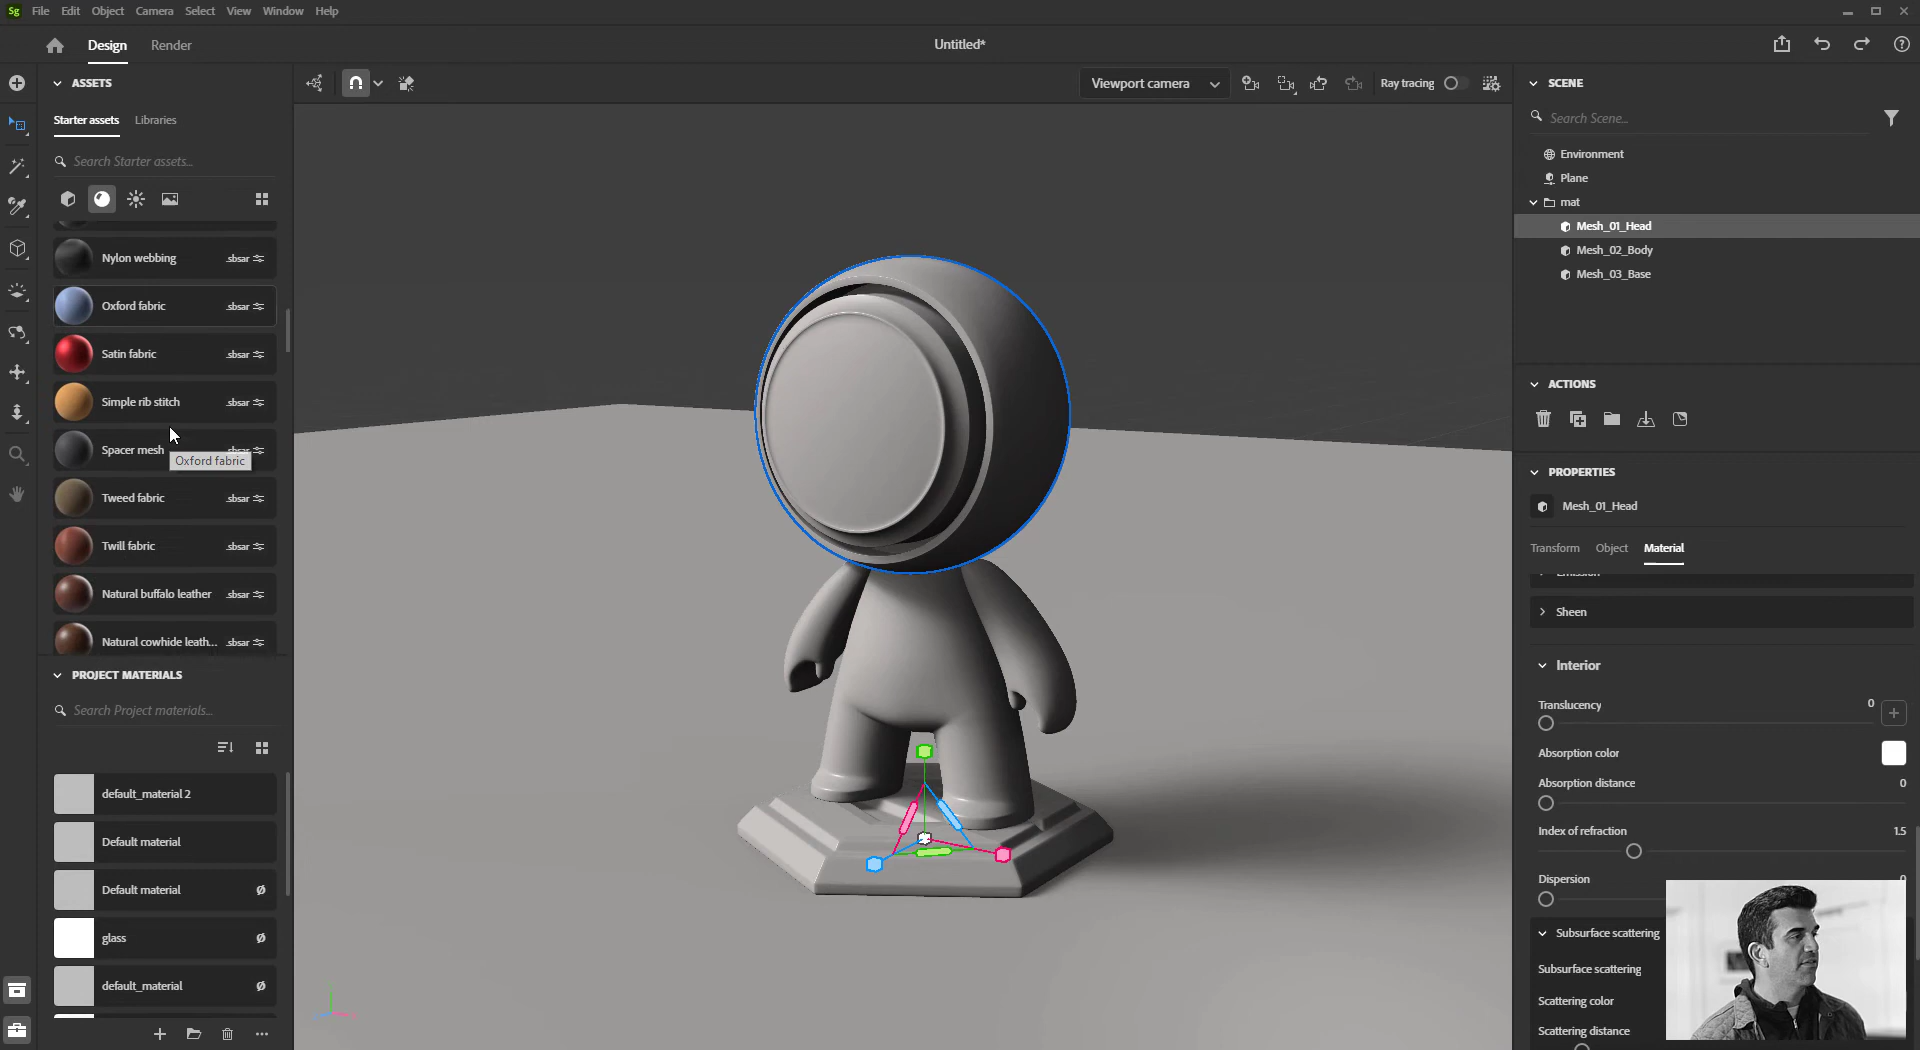 Sg File Edit Object Camera Select View Window Help
Design Render Untitled*
ASSETS
Starter assets Libraries
Search Starter assets...
Nylon webbing .sbsar
Oxford fabric .sbsar
Satin fabric .sbsar
Simple rib stitch .sbsar
Spacer mesh
Oxford fabric
Tweed fabric .sbsar
Twill fabric .sbsar
Natural buffalo leather .sbsar
Natural cowhide leath... .sbsar
PROJECT MATERIALS
Search Project materials...
default_material 2
Default material
Default material
glass
default_material
Viewport camera Ray tracing
SCENE
Search Scene...
Environment
Plane
mat
Mesh_01_Head
Mesh_02_Body
Mesh_03_Base
ACTIONS
PROPERTIES
Mesh_01_Head
Transform Object Material
Sheen
Interior
Translucency 0
Absorption color
Absorption distance 0
Index of refraction 1.5
Dispersion
Subsurface scattering
Subsurface scattering
Scattering color
Scattering distance